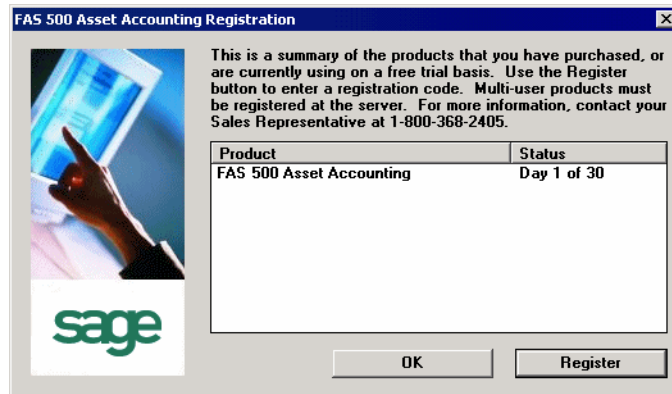 FAS 500 Asset Accounting Registration
This is a summary of the products that you have purchased, or
are currently using on a free trial basis. Use the Register
button to enter a registration code. Multi-user products must
be registered at the server. For more information, contact your
Sales Representative at 1-800-368-2405.
Product Status
FAS 500 Asset Accounting Day 1 of 30
sage
OK Register